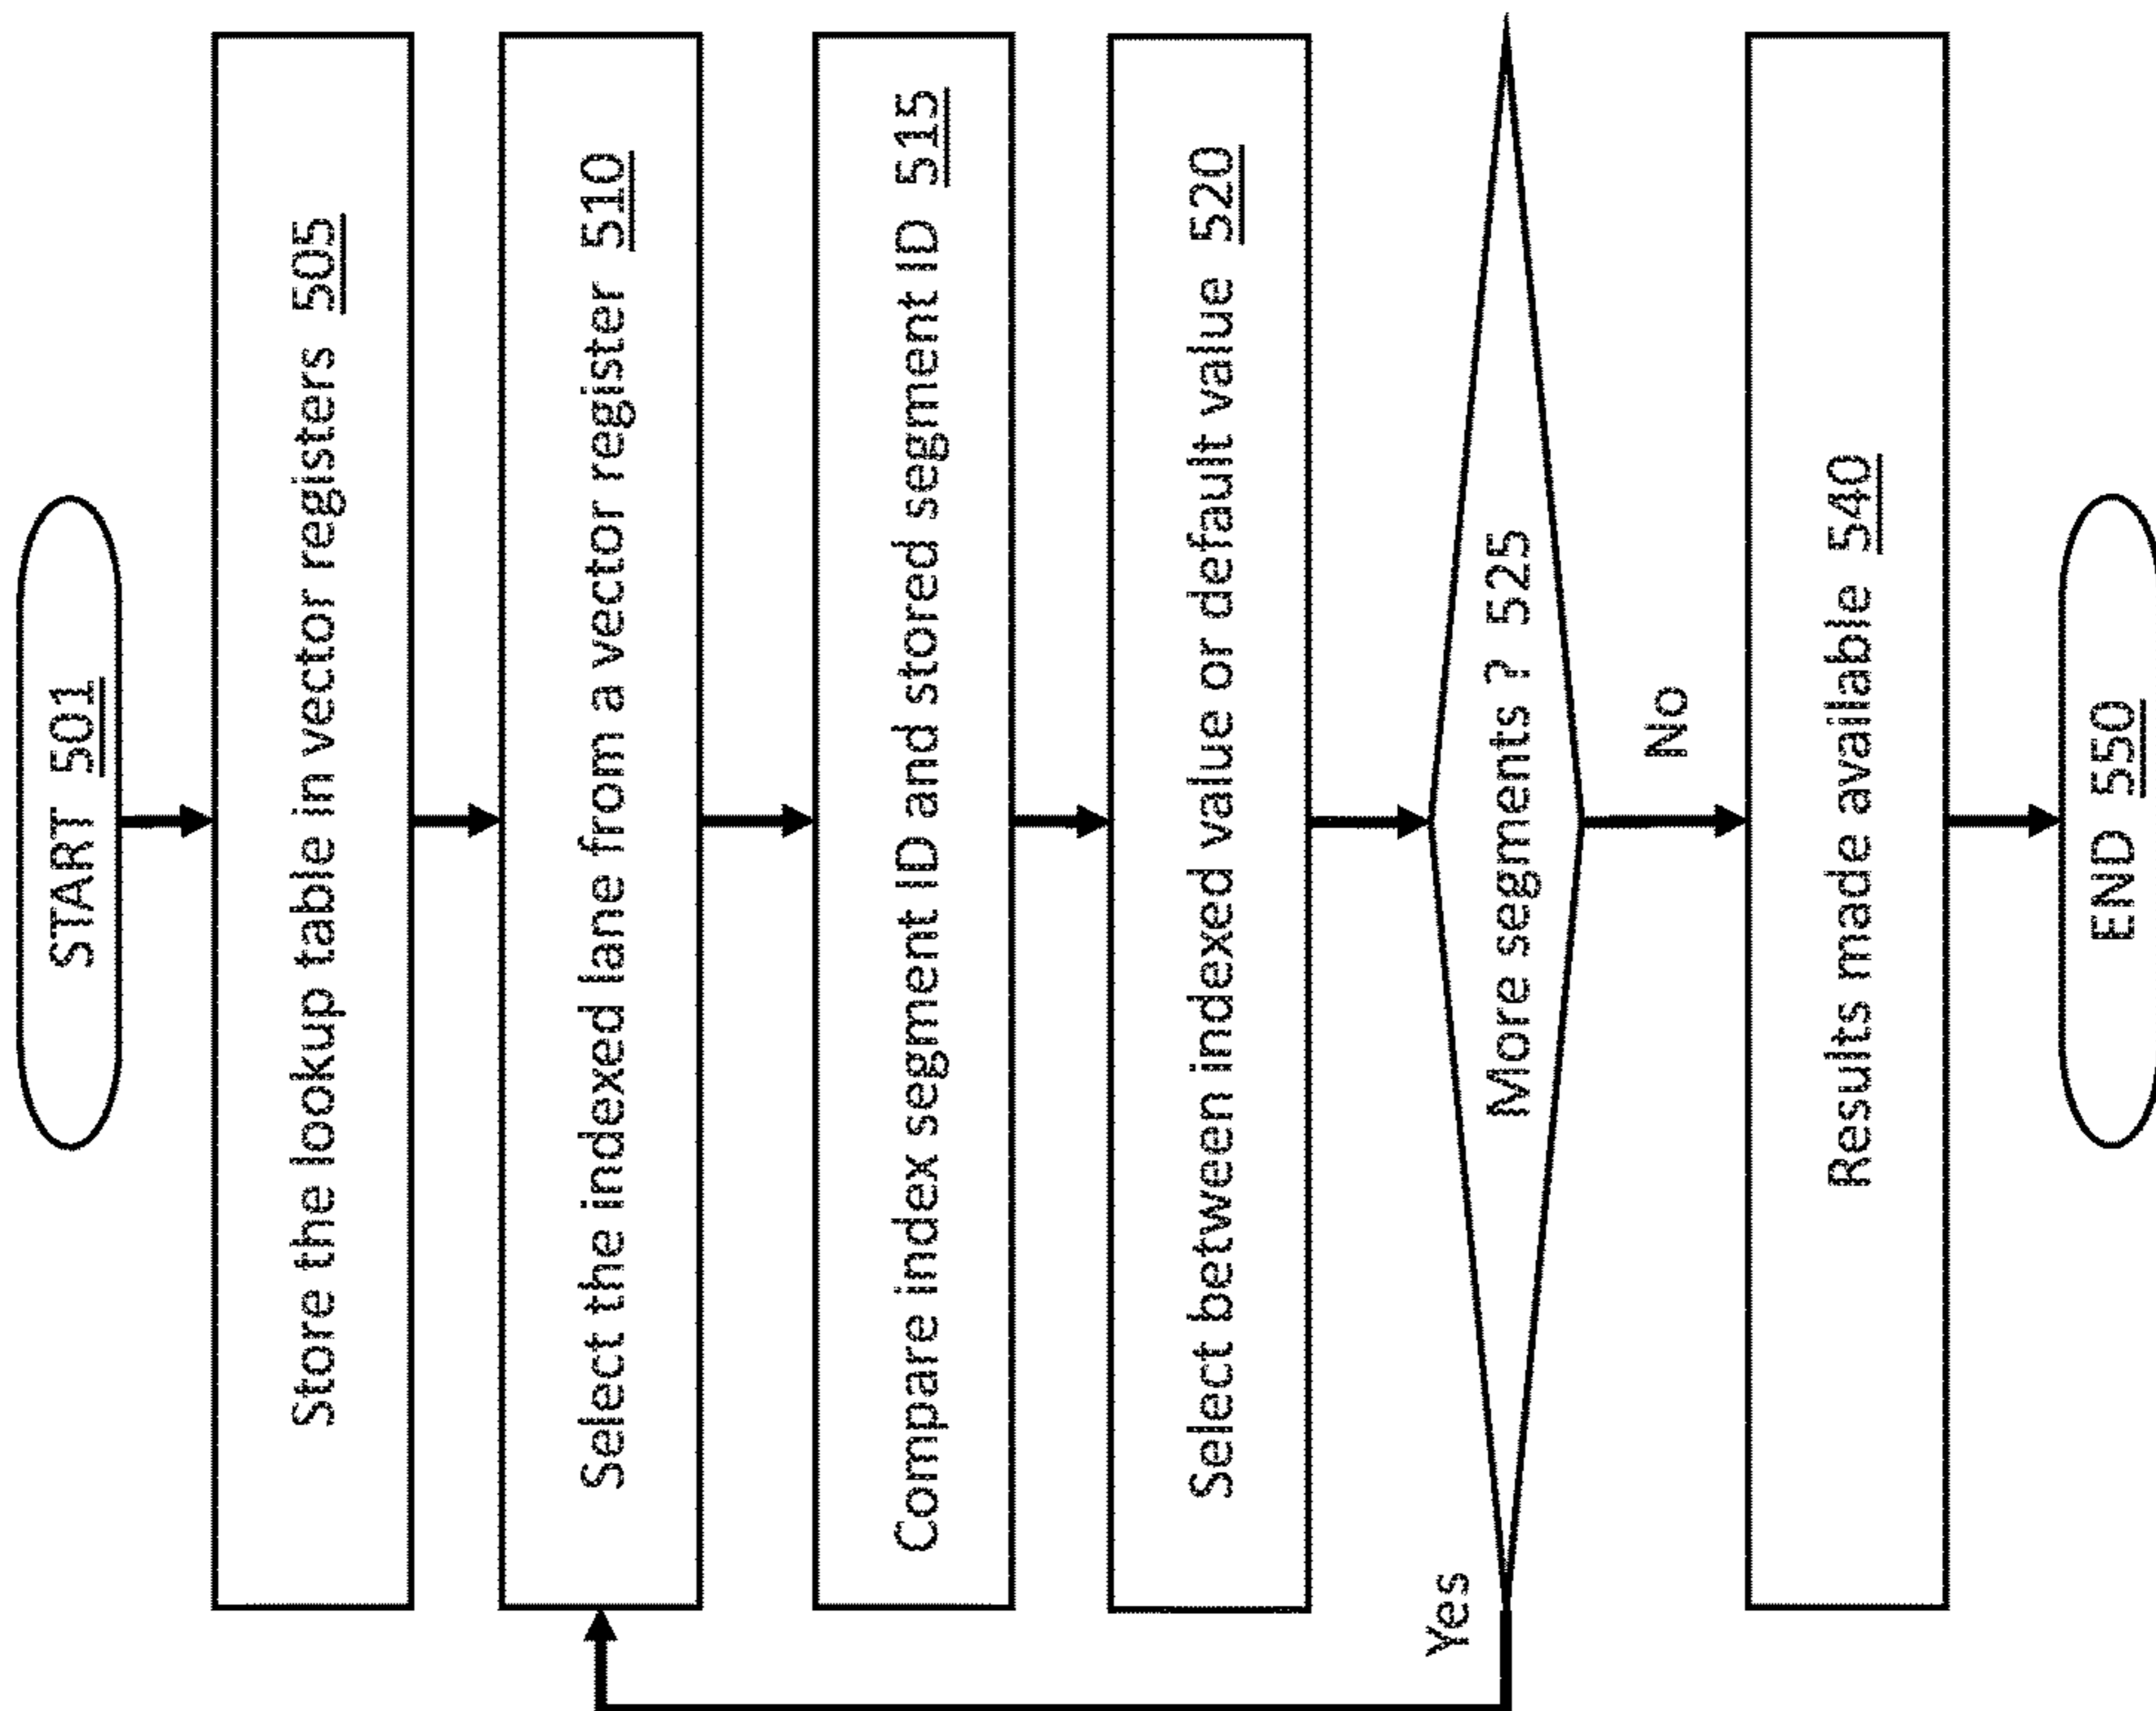 START 501
Store the lookup table in vector registers 505
Select the indexed lane from a vector register 510
Compare index segment ID and stored segment ID 515
Select between indexed value or default value 520
More segments ? 525
Yes
No
Results made available 540
END 550